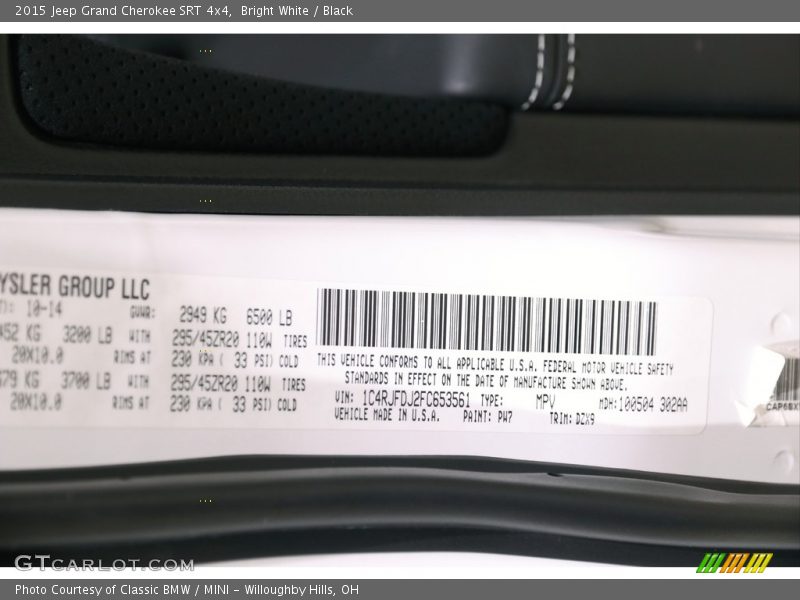 2015 Jeep Grand Cherokee SRT 4x4, Bright White / Black
YSLER GROUP LLC
10-14 GVWR: 2949 KG 6500 LB
452 KG 3200 LB WITH 295/45ZR20 110W TIRES
20X10.0 RIMS AT 230 KPA ( 33 PSI) COLD
679 KG 3700 LB WITH 295/45ZR20 110W TIRES
20X10.0 RIMS AT 230 KPA ( 33 PSI) COLD
THIS VEHICLE CONFORMS TO ALL APPLICABLE U.S.A. FEDERAL MOTOR VEHICLE SAFETY
STANDARDS IN EFFECT ON THE DATE OF MANUFACTURE SHOWN ABOVE.
VIN: 1C4RJFDJ2FC653561 TYPE: MPV MDH:100504 302AA
VEHICLE MADE IN U.S.A. PAINT: PW7 TRIM: DZX9
GTCARLOT.COM
Photo Courtesy of Classic BMW / MINI - Willoughby Hills, OH